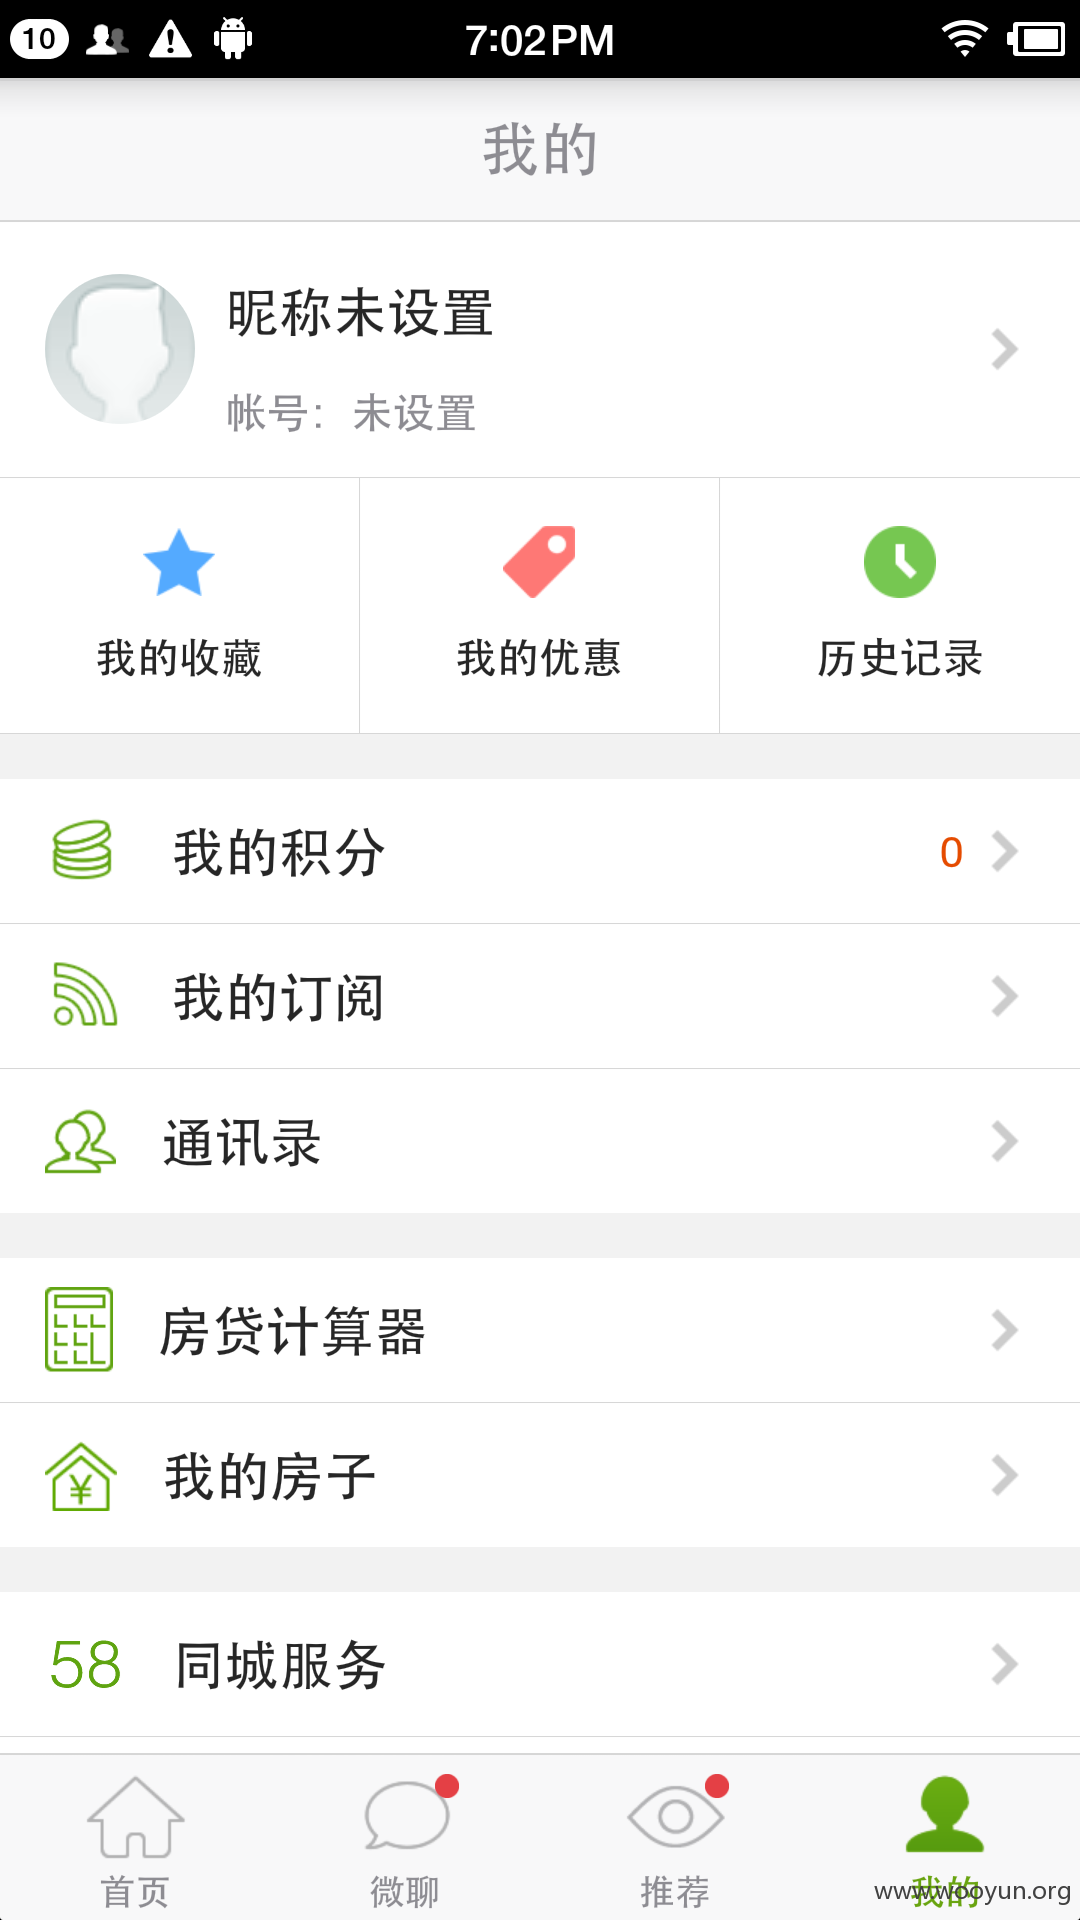 10 7:02PM
我的
昵称未设置
帐号：未设置
我的收藏 我的优惠 历史记录
我的积分 0
我的订阅
通讯录
房贷计算器
¥ 我的房子
58 同城服务
首页 微聊 推荐 我的
www.wooyun.org